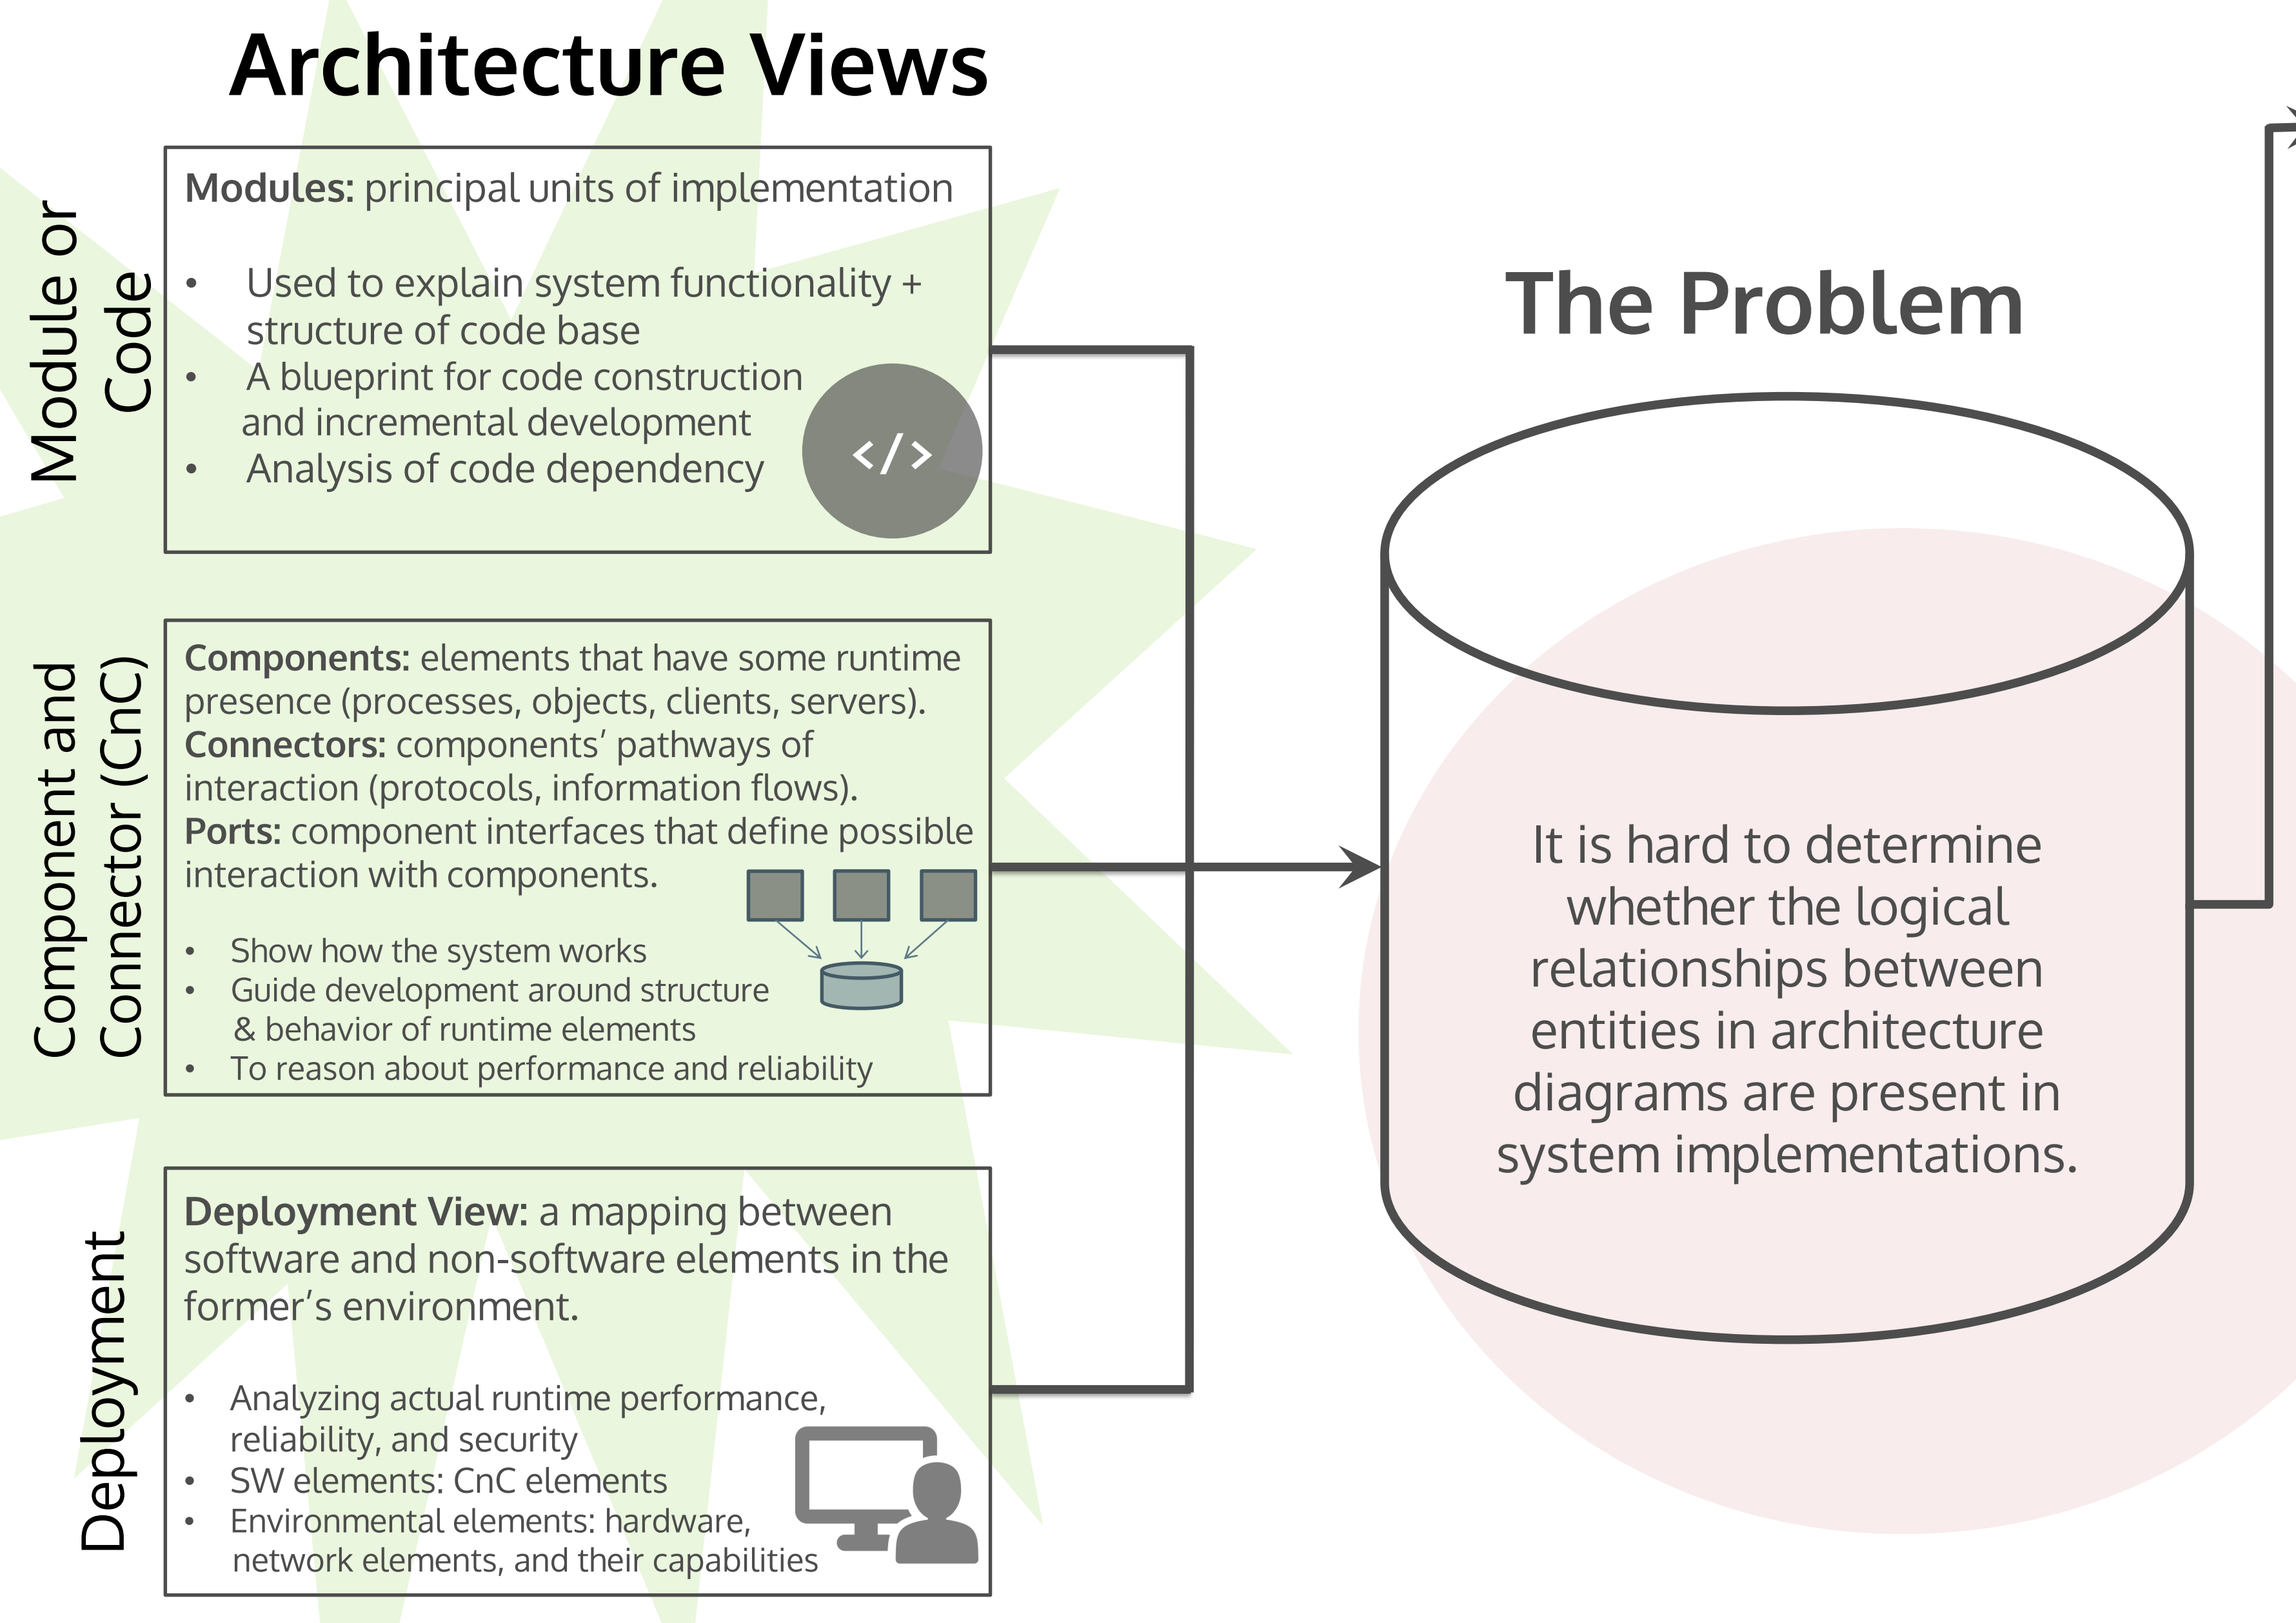 Architecture Views
Module or
Code
Modules: principal units of implementation
• Used to explain system functionality +
structure of code base
• A blueprint for code construction
and incremental development
• Analysis of code dependency
</>
Component and
Connector (CnC)
Components: elements that have some runtime
presence (processes, objects, clients, servers).
Connectors: components’ pathways of
interaction (protocols, information flows).
Ports: component interfaces that define possible
interaction with components.
• Show how the system works
• Guide development around structure
& behavior of runtime elements
• To reason about performance and reliability
Deployment
Deployment View: a mapping between
software and non-software elements in the
former’s environment.
• Analyzing actual runtime performance,
reliability, and security
• SW elements: CnC elements
• Environmental elements: hardware,
network elements, and their capabilities
The Problem
It is hard to determine
whether the logical
relationships between
entities in architecture
diagrams are present in
system implementations.